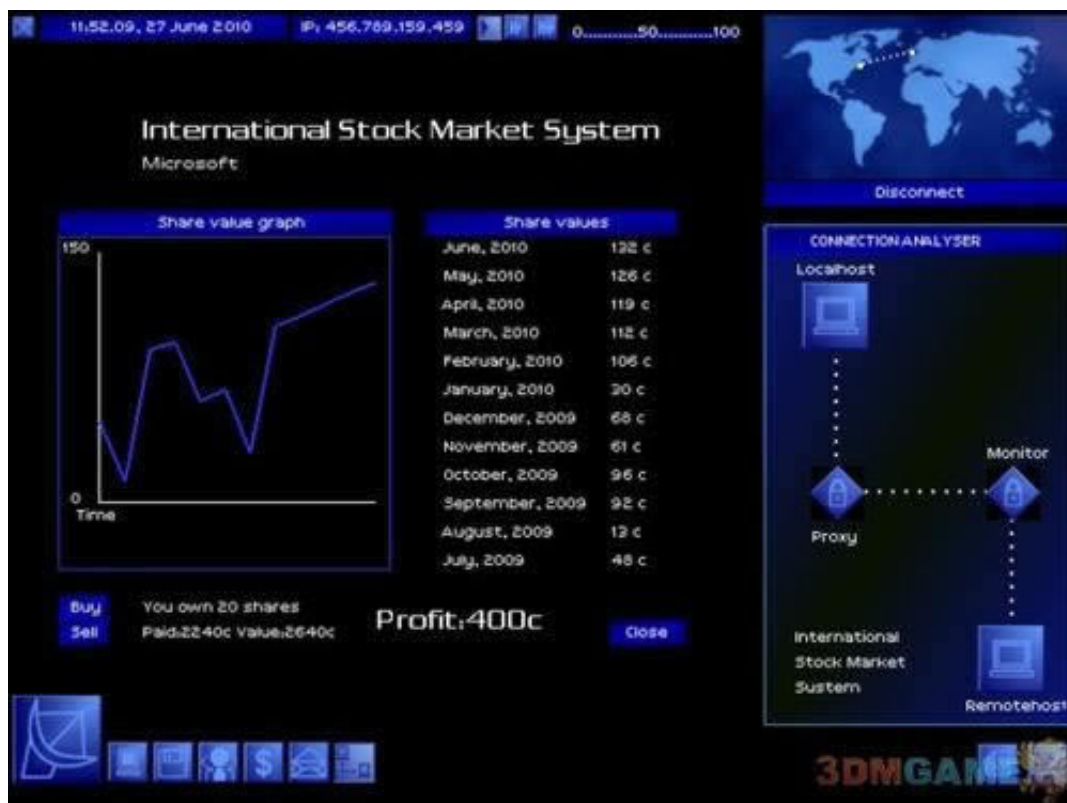 11:52.09, 27 June 2010
IP: 456.789.159.459
0...........50...........100
Disconnect
International Stock Market System
Microsoft
Share value graph
150
0
Time
Share values
June, 2010 132 c
May, 2010 126 c
April, 2010 119 c
March, 2010 112 c
February, 2010 106 c
January, 2010 30 c
December, 2009 68 c
November, 2009 61 c
October, 2009 96 c
September, 2009 92 c
August, 2009 13 c
July, 2009 48 c
Buy
You own 20 shares
Sell
Paid:2240c Value:2640c
Profit:400c
Close
CONNECTION ANALYSER
Localhost
Monitor
Proxy
International
Stock Market
System
Remotehost
3DMGAME